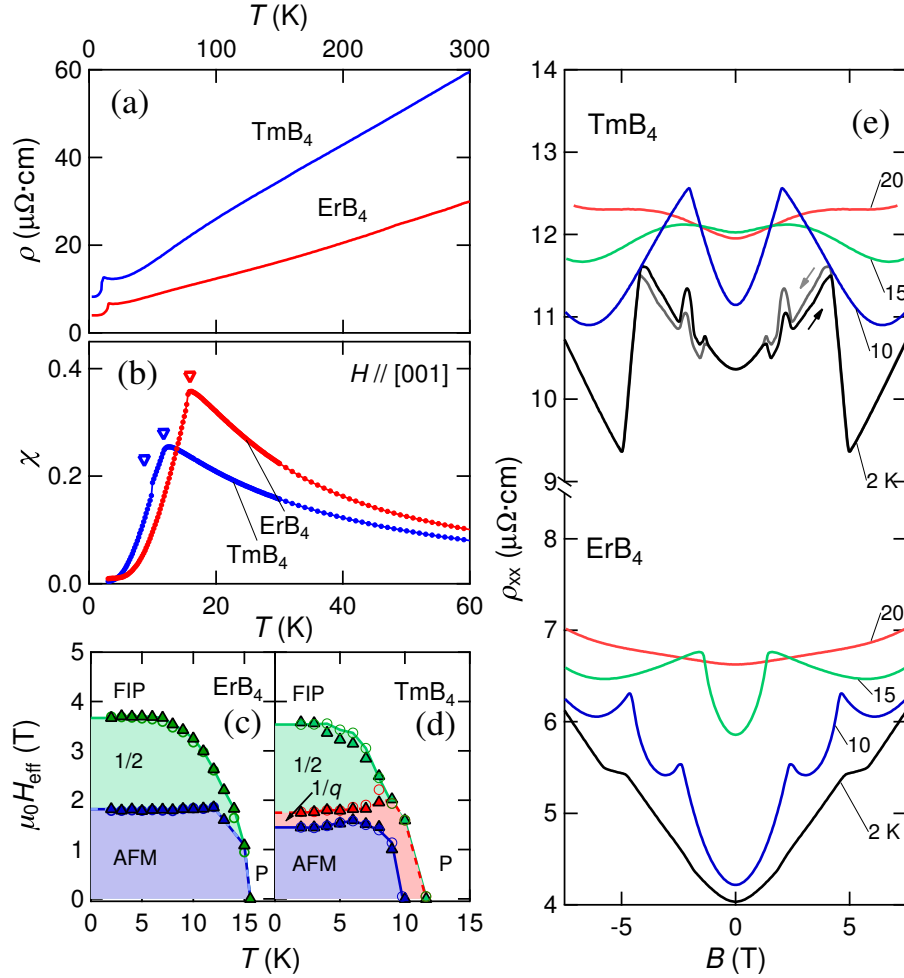 T (K)
0 100 200 300
60
40
20
0
ρ (μΩ·cm)
(a)
TmB4
ErB4
0.4
0.2
0.0
χ
(b)
H // [001]
ErB4
TmB4
0 20 40 60
T (K)
5
4
3
2
1
0
μ0Heff (T)
FIP
ErB4
(c)
1/2
AFM
P
FIP
TmB4
(d)
1/2
1/q
AFM
P
0 5 10 15
0 5 10 15
T (K)
14
13
12
11
10
9
8
7
6
5
4
ρxx (μΩ·cm)
TmB4
(e)
20
15
10
2 K
ErB4
20
15
10
2 K
-5 0 5
B (T)